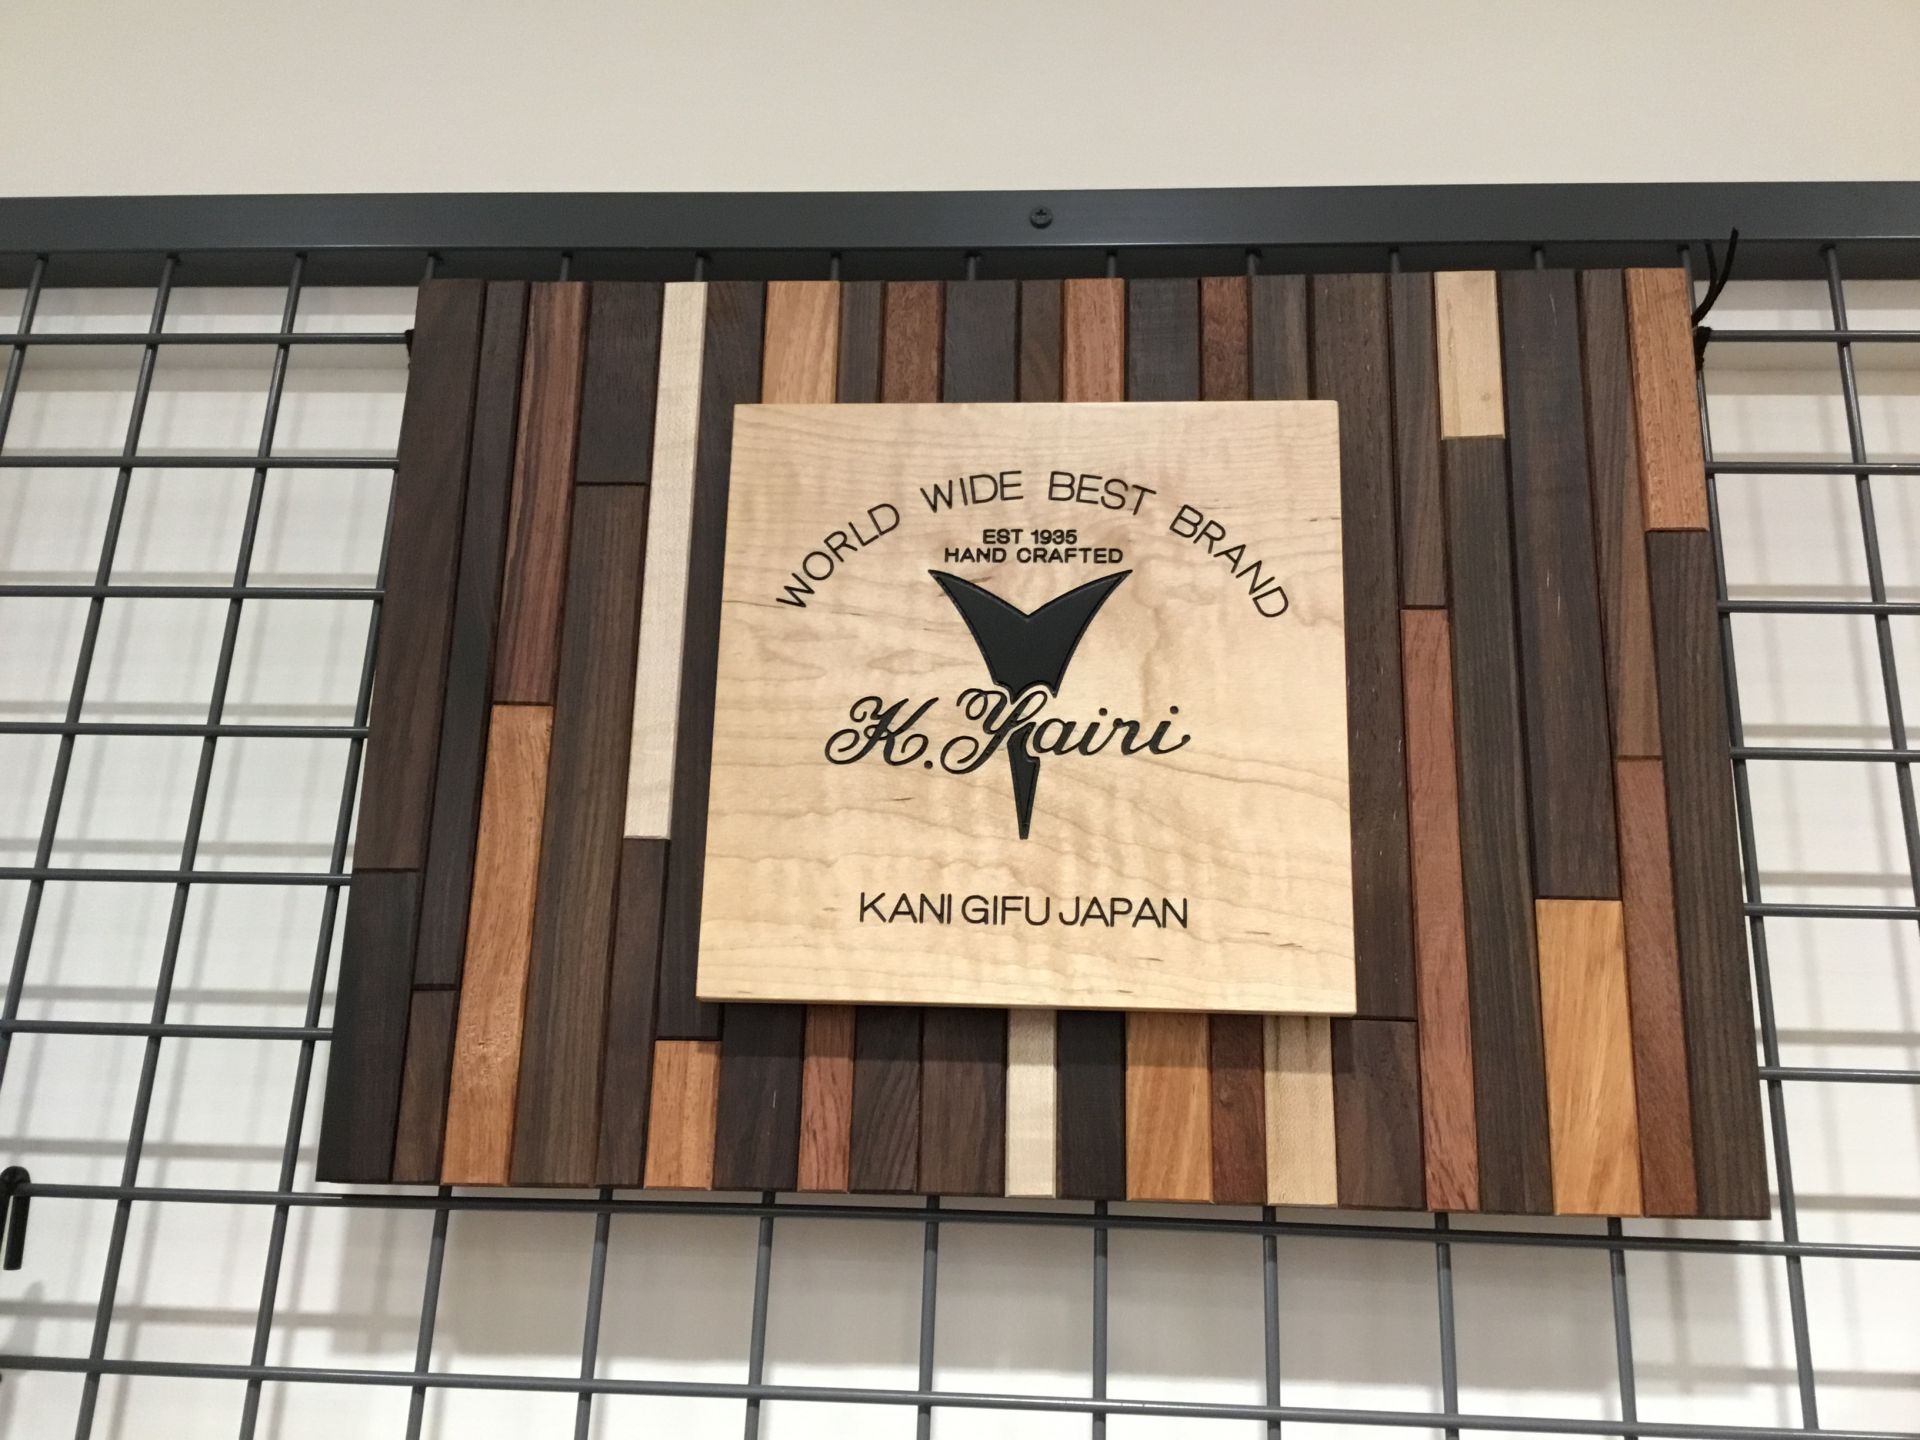 WORLD WIDE BEST BRAND
EST 1935
HAND CRAFTED
K.Yairi
KANI GIFU JAPAN